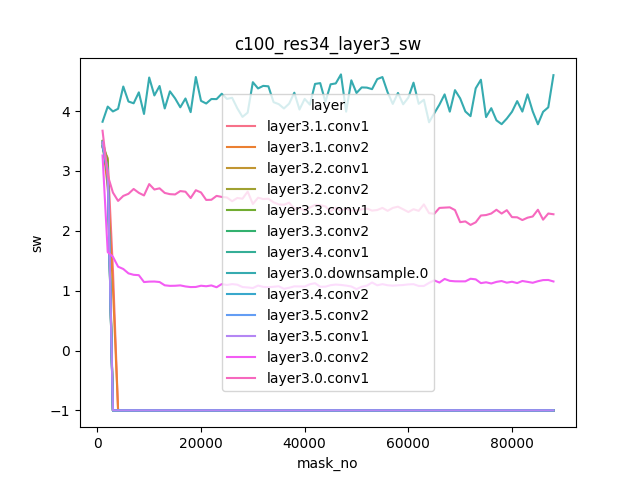 c100_res34_layer3_sw
sw
4
3
2
1
0
−1
layer
layer3.1.conv1
layer3.1.conv2
layer3.2.conv1
layer3.2.conv2
layer3.3.conv1
layer3.3.conv2
layer3.4.conv1
layer3.0.downsample.0
layer3.4.conv2
layer3.5.conv2
layer3.5.conv1
layer3.0.conv2
layer3.0.conv1
0 20000 40000 60000 80000
mask_no